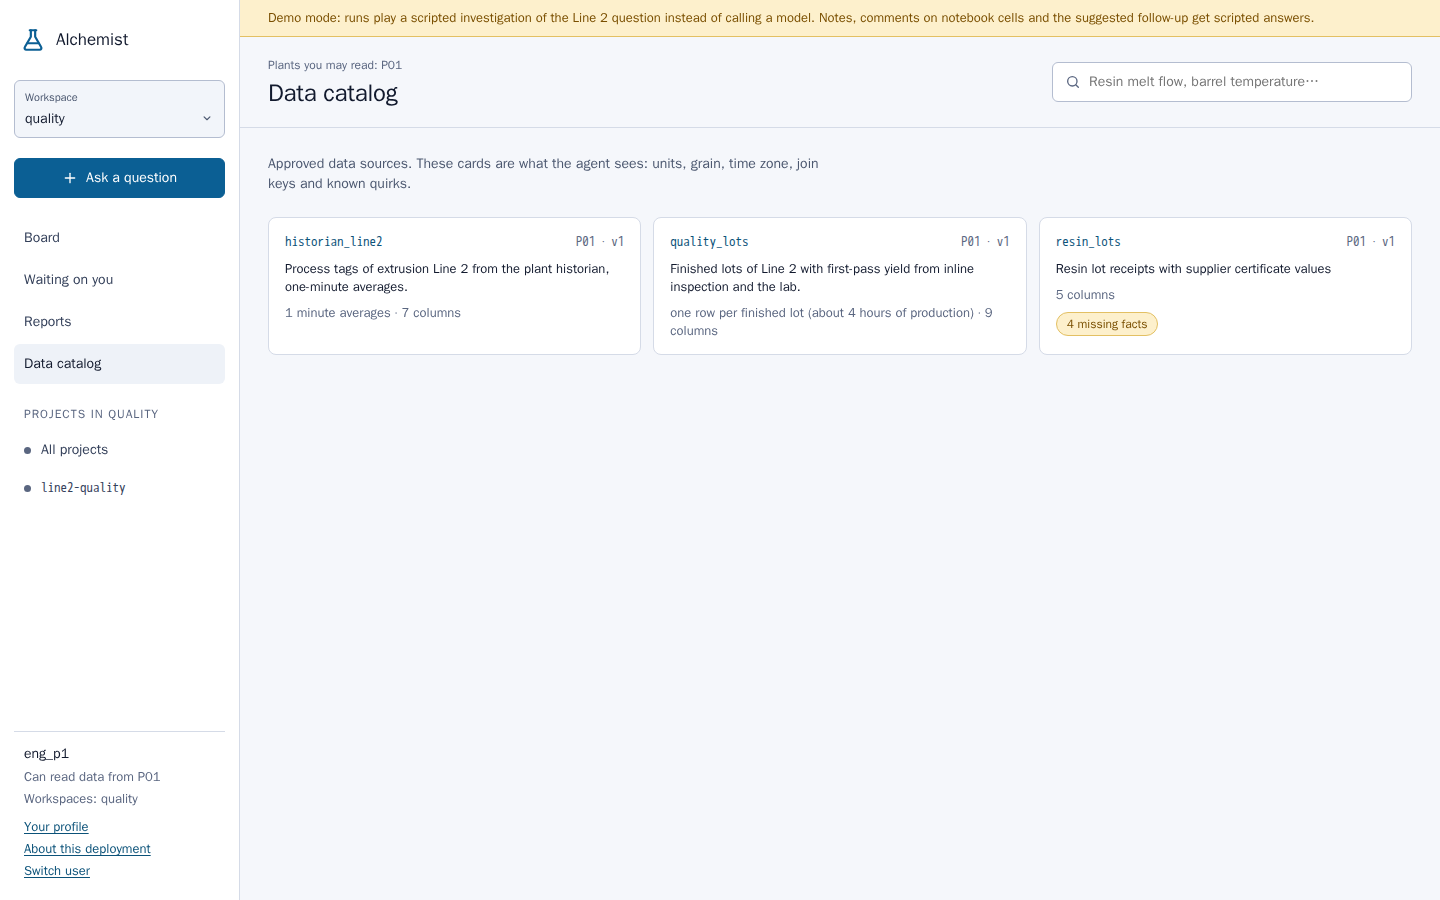 Alchemist
Workspace
quality
Ask a question
Board
Waiting on you
Reports
Data catalog
PROJECTS IN QUALITY
All projects
line2-quality
eng_p1
Can read data from P01
Workspaces: quality
Your profile
About this deployment
Switch user
Demo mode: runs play a scripted investigation of the Line 2 question instead of calling a model. Notes, comments on notebook cells and the suggested follow-up get scripted answers.
Plants you may read: P01
Data catalog
Resin melt flow, barrel temperature…
Approved data sources. These cards are what the agent sees: units, grain, time zone, join
keys and known quirks.
historian_line2
P01 · v1
Process tags of extrusion Line 2 from the plant historian,
one-minute averages.
1 minute averages · 7 columns
quality_lots
P01 · v1
Finished lots of Line 2 with first-pass yield from inline
inspection and the lab.
one row per finished lot (about 4 hours of production) · 9
columns
resin_lots
P01 · v1
Resin lot receipts with supplier certificate values
5 columns
4 missing facts